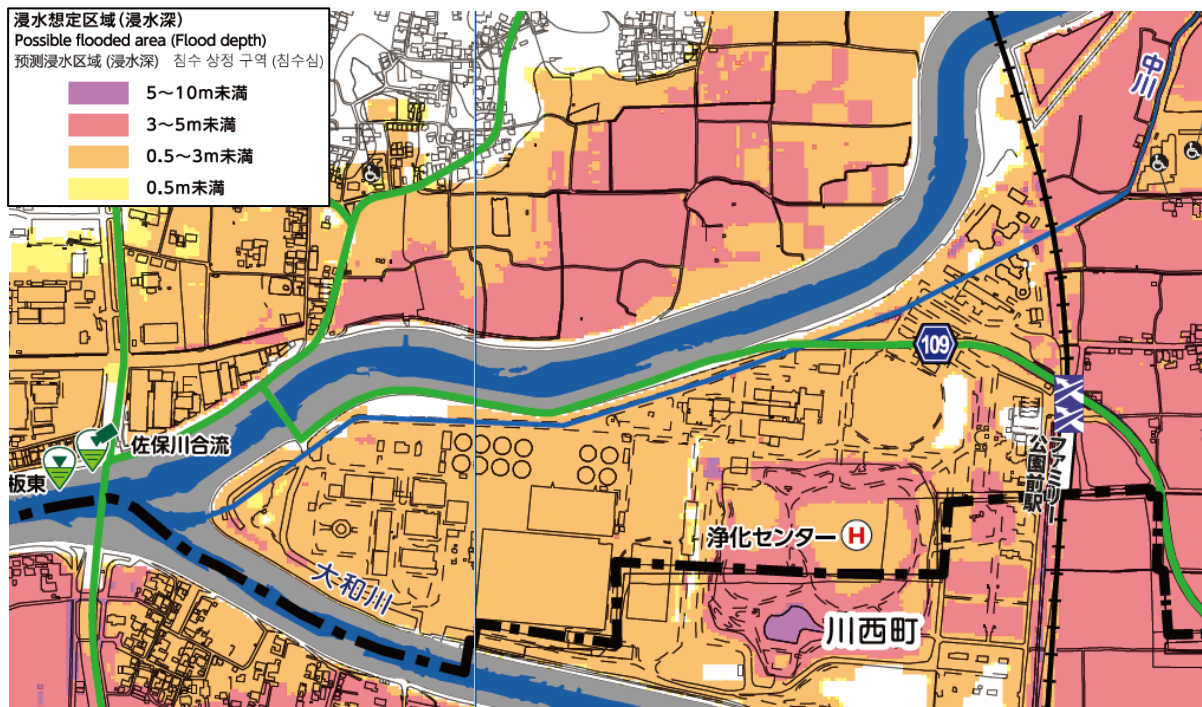 浸水想定区域(浸水深)
Possible flooded area (Flood depth)
预测浸水区域 (浸水深) 침수 상정 구역 (침수심)
5～10m未満
3～5m未満
0.5～3m未満
0.5m未満
中川
109
佐保川合流
板東
ファミリー
公園前駅
浄化センター H
大和川
川西町